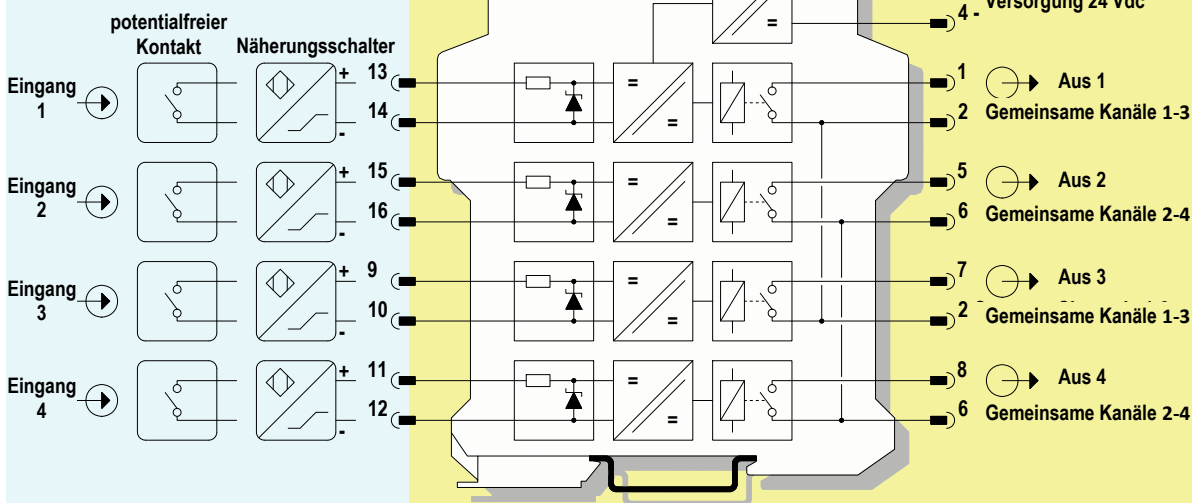 Versorgung 24 Vdc
4 -
potentialfreier
Kontakt
Näherungsschalter
Eingang
1
+ 13
- 14
= =
1 Aus 1
2 Gemeinsame Kanäle 1-3
Eingang
2
+ 15
- 16
= =
5 Aus 2
6 Gemeinsame Kanäle 2-4
Eingang
3
+ 9
- 10
= =
7 Aus 3
2 Gemeinsame Kanäle 1-3
Eingang
4
+ 11
- 12
= =
8 Aus 4
6 Gemeinsame Kanäle 2-4